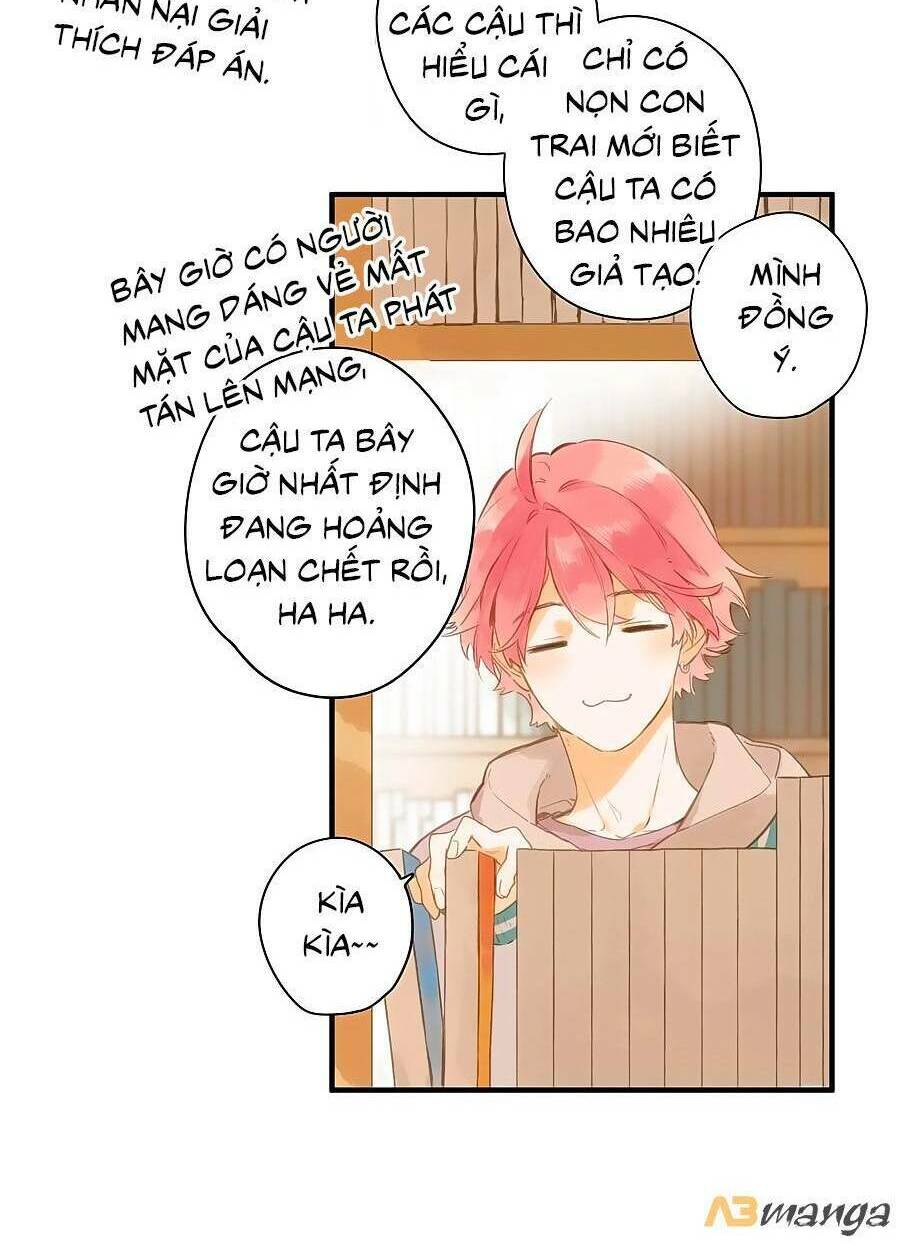 NHẪN NẠI GIẢI
THÍCH ĐÁP ÁN.
CÁC CẬU THÌ
HIỂU CÁI
GÌ,
CHỈ CÓ
NỌN CON
TRAI MỚI BIẾT
CẬU TA CÓ
BAO NHIÊU
GIẢ TẠO.
MÌNH
ĐỒNG
Ý.
BÂY GIỜ CÓ NGƯỜI
MANG DÁNG VẺ MẤT
MẶT CỦA CẬU TA PHÁT
TÁN LÊN MẠNG,
CẬU TA BÂY
GIỜ NHẤT ĐỊNH
ĐANG HOẢNG
LOẠN CHẾT RỒI,
HA HA.
KÌA
KÌA~~
A3manga